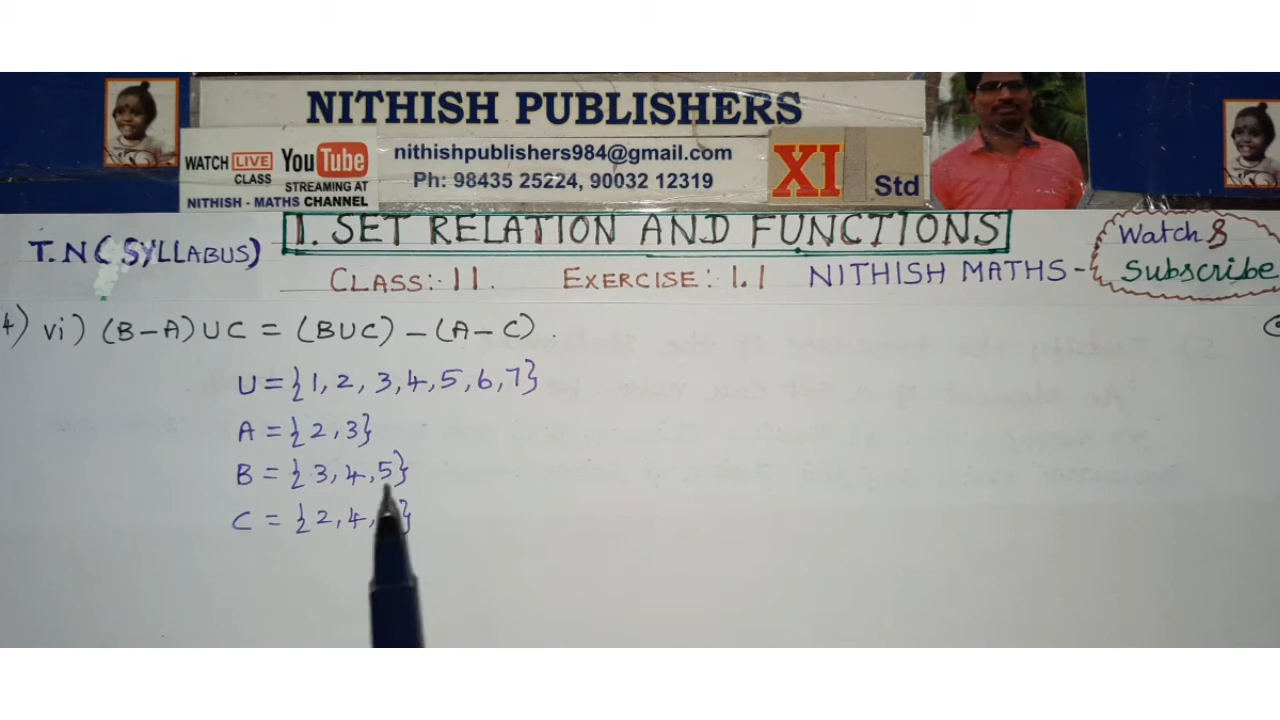 NITHISH PUBLISHERS
WATCH LIVE YouTube
CLASS
STREAMING AT
NITHISH - MATHS CHANNEL
nithishpublishers984@gmail.com
Ph: 98435 25224, 90032 12319
XI Std
T.N (SYLLABUS)
1. SET RELATION AND FUNCTIONS
CLASS:- 11. EXERCISE: 1.1 NITHISH MATHS -
Watch &
Subscribe
4) vi) (B-A)UC = (BUC) - (A-C).
U = {1, 2, 3, 4, 5, 6, 7}
A = {2, 3}
B = {3, 4, 5}
C = {2, 4, }